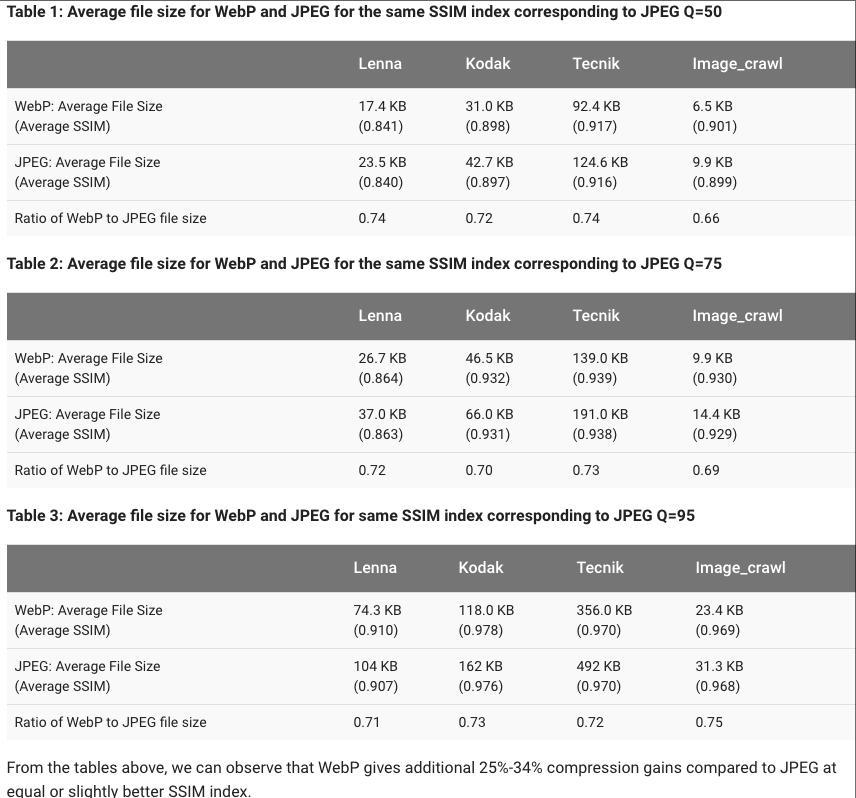 Table 1: Average file size for WebP and JPEG for the same SSIM index corresponding to JPEG Q=50
Lenna Kodak Tecnik Image_crawl
WebP: Average File Size 17.4 KB 31.0 KB 92.4 KB 6.5 KB
(Average SSIM) (0.841) (0.898) (0.917) (0.901)
JPEG: Average File Size 23.5 KB 42.7 KB 124.6 KB 9.9 KB
(Average SSIM) (0.840) (0.897) (0.916) (0.899)
Ratio of WebP to JPEG file size 0.74 0.72 0.74 0.66
Table 2: Average file size for WebP and JPEG for the same SSIM index corresponding to JPEG Q=75
Lenna Kodak Tecnik Image_crawl
WebP: Average File Size 26.7 KB 46.5 KB 139.0 KB 9.9 KB
(Average SSIM) (0.864) (0.932) (0.939) (0.930)
JPEG: Average File Size 37.0 KB 66.0 KB 191.0 KB 14.4 KB
(Average SSIM) (0.863) (0.931) (0.938) (0.929)
Ratio of WebP to JPEG file size 0.72 0.70 0.73 0.69
Table 3: Average file size for WebP and JPEG for same SSIM index corresponding to JPEG Q=95
Lenna Kodak Tecnik Image_crawl
WebP: Average File Size 74.3 KB 118.0 KB 356.0 KB 23.4 KB
(Average SSIM) (0.910) (0.978) (0.970) (0.969)
JPEG: Average File Size 104 KB 162 KB 492 KB 31.3 KB
(Average SSIM) (0.907) (0.976) (0.970) (0.968)
Ratio of WebP to JPEG file size 0.71 0.73 0.72 0.75
From the tables above, we can observe that WebP gives additional 25%-34% compression gains compared to JPEG at
equal or slightly better SSIM index.